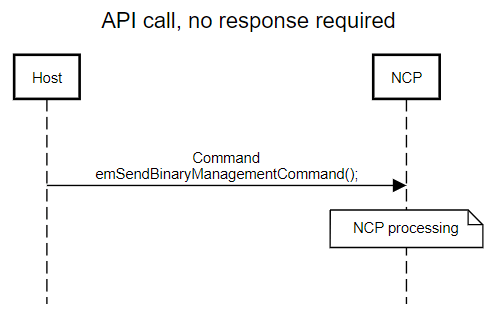 API call, no response required
Host
NCP
Command
emSendBinaryManagementCommand();
NCP processing